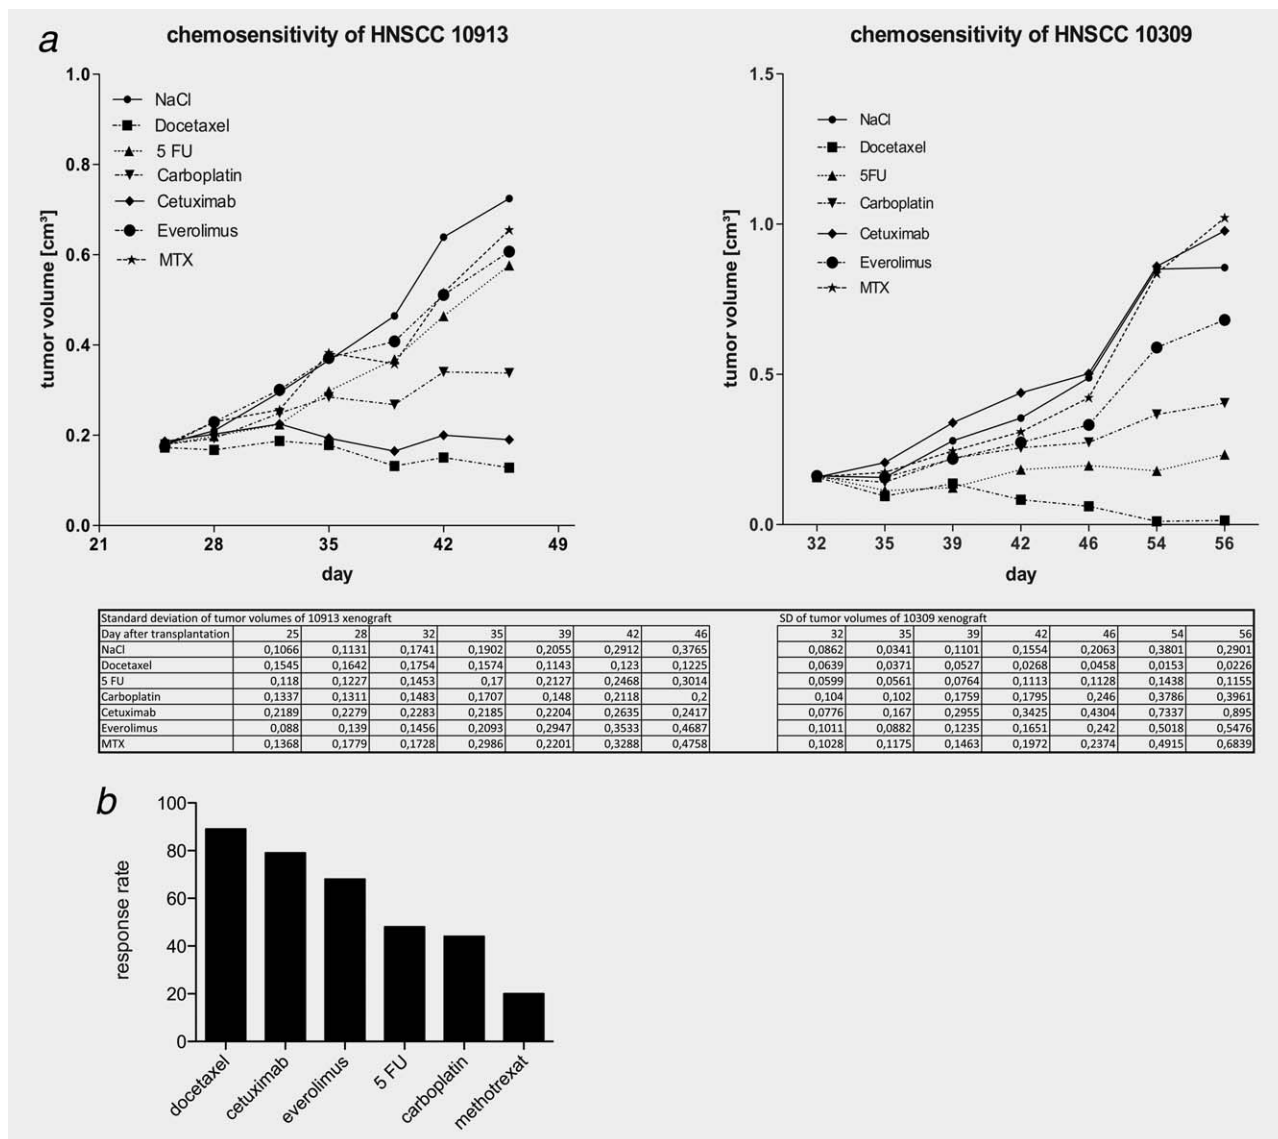 a
chemosensitivity of HNSCC 10913
1.0
0.8
0.6
0.4
0.2
0.0
tumor volume [cm³]
NaCl
Docetaxel
5 FU
Carboplatin
Cetuximab
Everolimus
MTX
21 28 35 42 49
day
chemosensitivity of HNSCC 10309
1.5
1.0
0.5
0.0
tumor volume [cm³]
NaCl
Docetaxel
5FU
Carboplatin
Cetuximab
Everolimus
MTX
32 35 39 42 46 54 56
day
Standard deviation of tumor volumes of 10913 xenograft SD of tumor volumes of 10309 xenograft
Day after transplantation 25 28 32 35 39 42 46 32 35 39 42 46 54 56
NaCl 0,1066 0,1131 0,1741 0,1902 0,2055 0,2912 0,3765 0,0862 0,0341 0,1101 0,1554 0,2063 0,3801 0,2901
Docetaxel 0,1545 0,1642 0,1754 0,1574 0,1143 0,123 0,1225 0,0639 0,0371 0,0527 0,0268 0,0458 0,0153 0,0226
5 FU 0,118 0,1227 0,1453 0,17 0,2127 0,2468 0,3014 0,0599 0,0561 0,0764 0,1113 0,1128 0,1438 0,1155
Carboplatin 0,1337 0,1311 0,1483 0,1707 0,148 0,2118 0,2 0,104 0,102 0,1759 0,1795 0,246 0,3786 0,3961
Cetuximab 0,2189 0,2279 0,2283 0,2185 0,2204 0,2635 0,2417 0,0776 0,167 0,2955 0,3425 0,4304 0,7337 0,895
Everolimus 0,088 0,139 0,1456 0,2093 0,2947 0,3533 0,4687 0,1011 0,0882 0,1235 0,1651 0,242 0,5018 0,5476
MTX 0,1368 0,1779 0,1728 0,2986 0,2201 0,3288 0,4758 0,1028 0,1175 0,1463 0,1972 0,2374 0,4915 0,6839
b
100
80
60
40
20
0
response rate
docetaxel
cetuximab
everolimus
5 FU
carboplatin
methotrexat